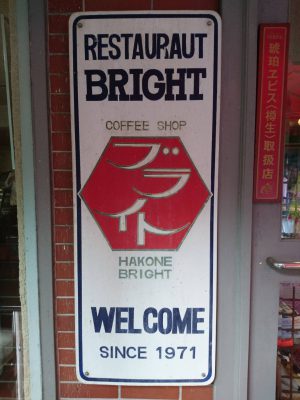 RESTAURAUT
BRIGHT
COFFEE SHOP
ブライト
HAKONE
BRIGHT
WELCOME
SINCE 1971
琥珀ヱビス〈樽生〉取扱店